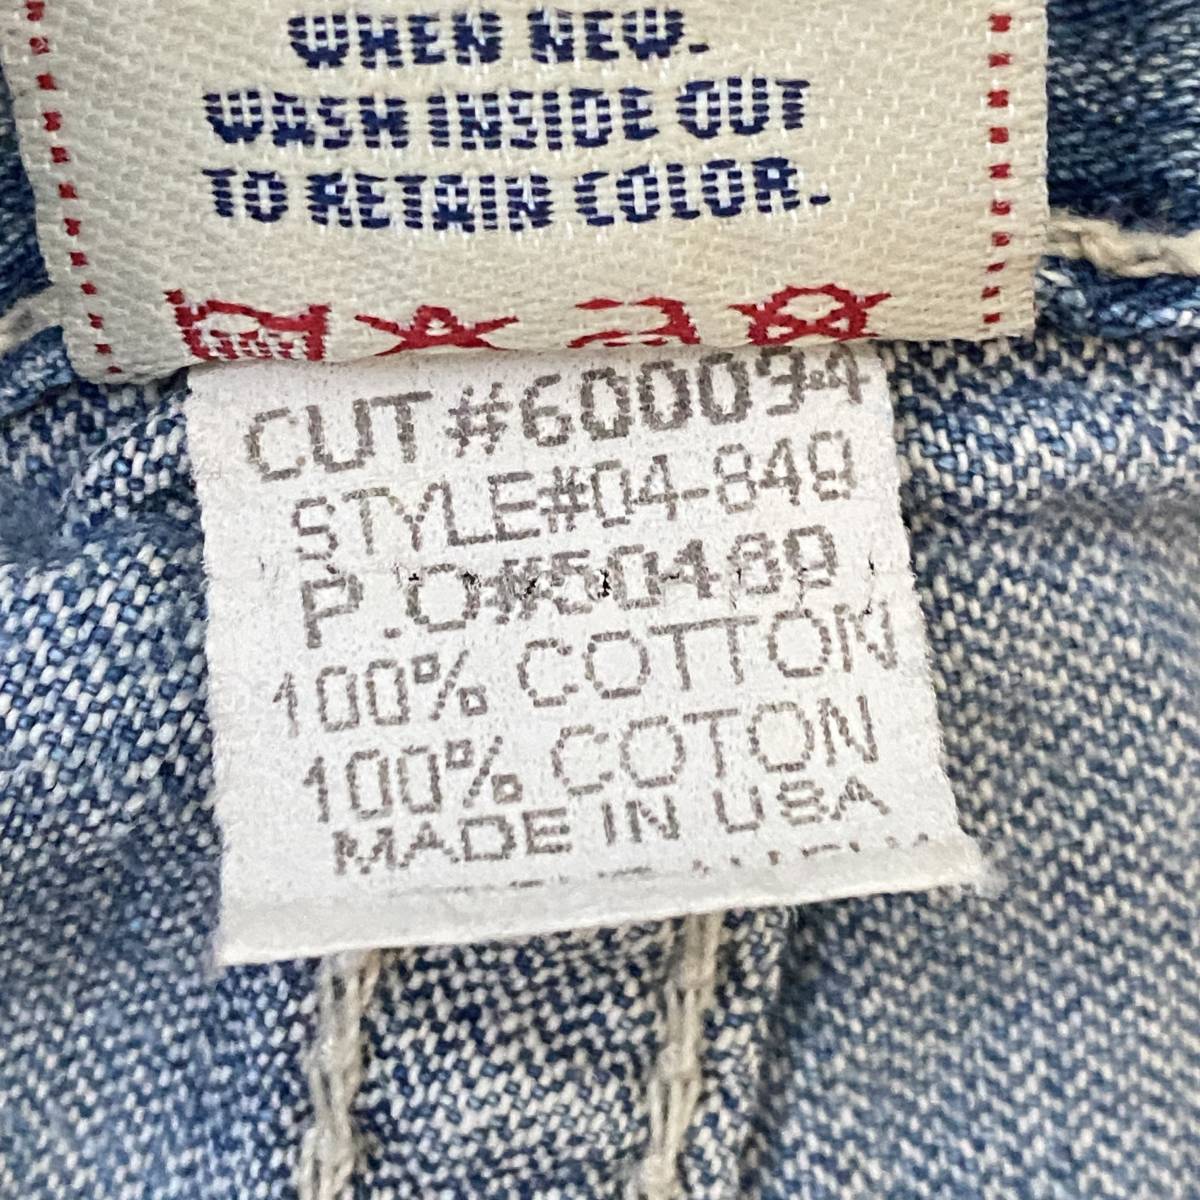 WHEN NEW.
WASH INSIDE OUT
TO RETAIN COLOR.
CUT #600094
STYLE#04-849
P.O#50489
100% COTTON
100% COTON
MADE IN USA